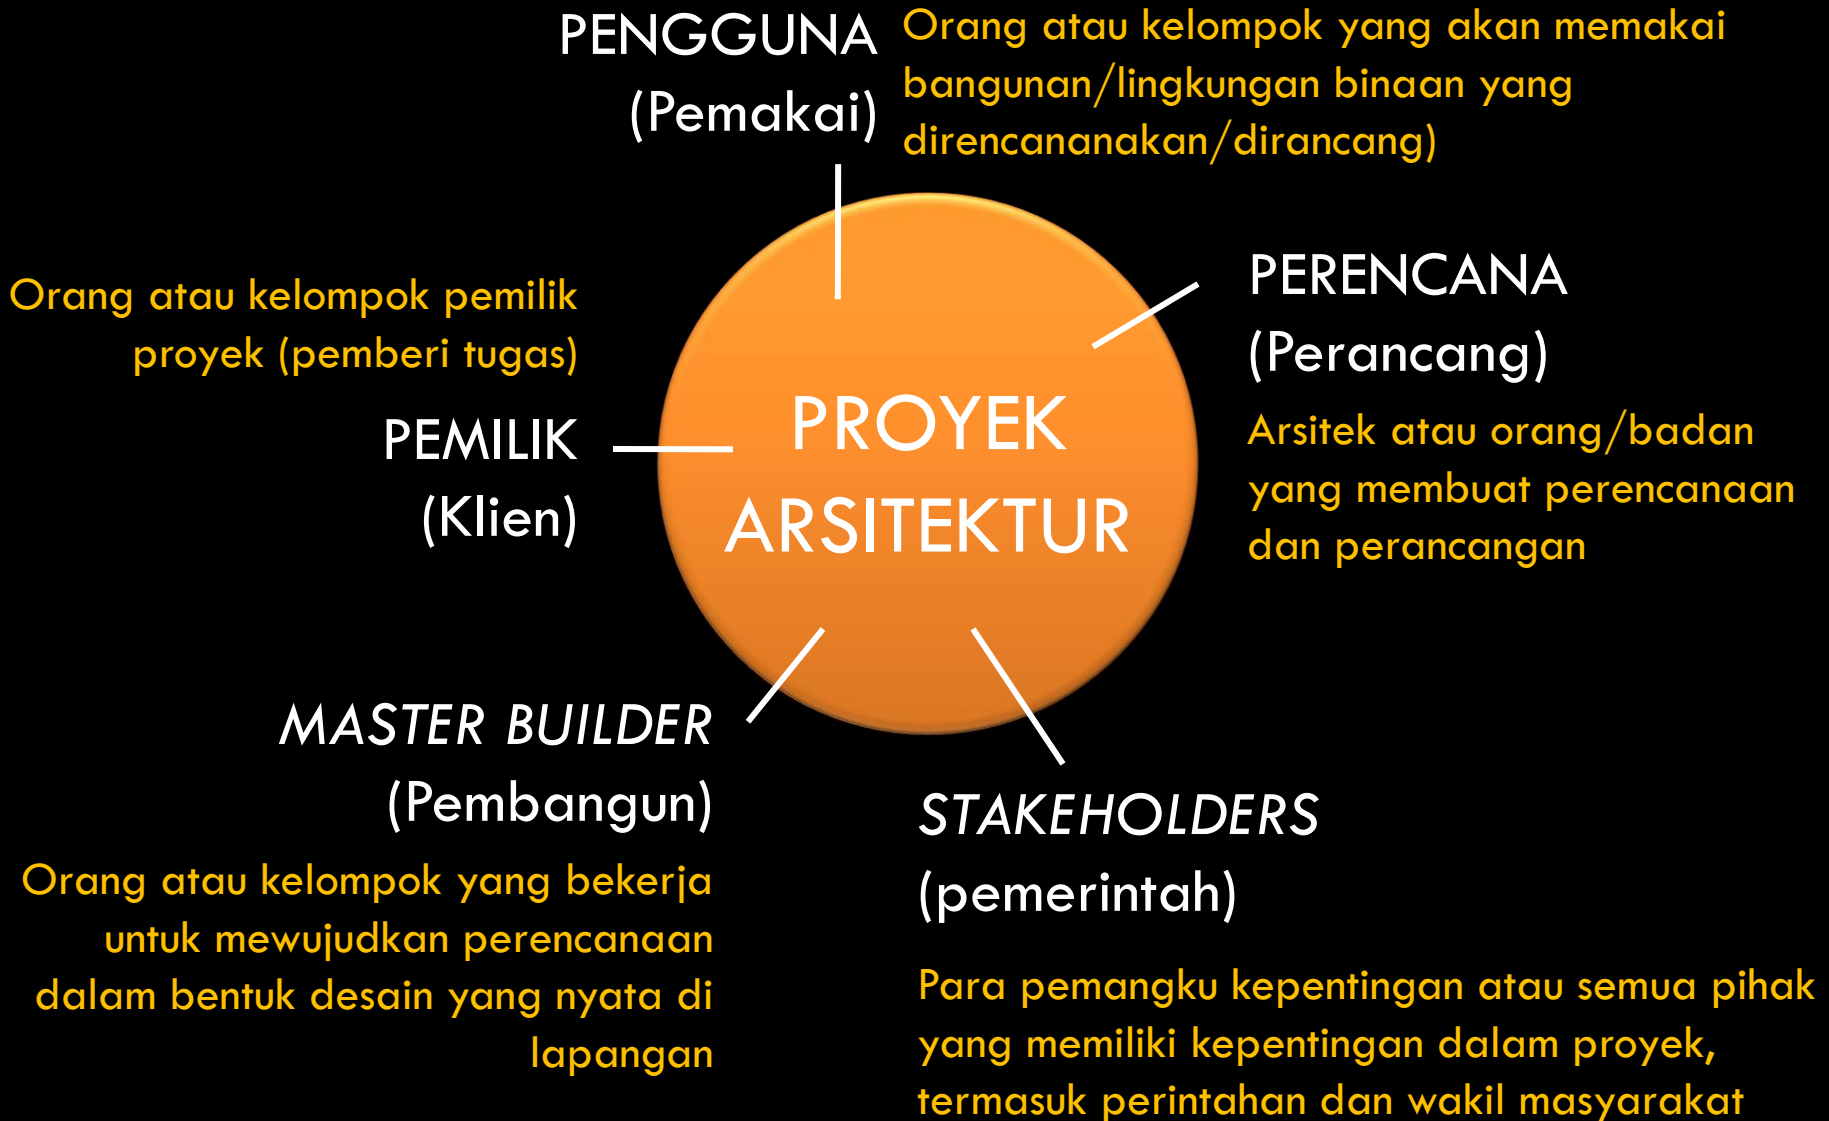 PENGGUNA
(Pemakai)
Orang atau kelompok yang akan memakai
bangunan/lingkungan binaan yang
direncananakan/dirancang)
Orang atau kelompok pemilik
proyek (pemberi tugas)
PEMILIK
(Klien)
PROYEK
ARSITEKTUR
PERENCANA
(Perancang)
Arsitek atau orang/badan
yang membuat perencanaan
dan perancangan
MASTER BUILDER
(Pembangun)
Orang atau kelompok yang bekerja
untuk mewujudkan perencanaan
dalam bentuk desain yang nyata di
lapangan
STAKEHOLDERS
(pemerintah)
Para pemangku kepentingan atau semua pihak
yang memiliki kepentingan dalam proyek,
termasuk perintahan dan wakil masyarakat